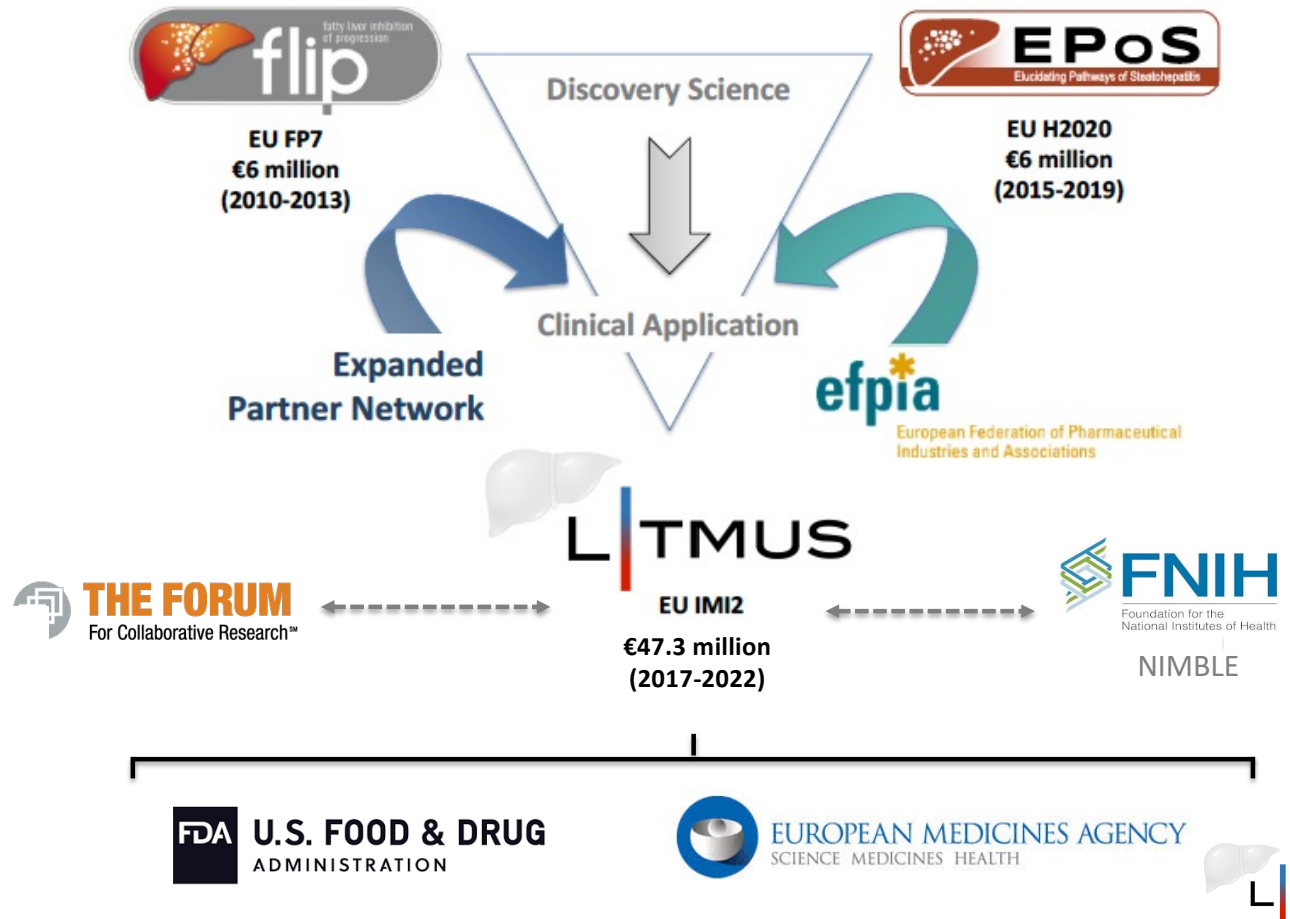 fatty liver inhibition
of progression
flip
EU FP7
€6 million
(2010-2013)
Discovery Science
EPoS
Elucidating Pathways of Steatohepatitis
EU H2020
€6 million
(2015-2019)
Clinical Application
Expanded
Partner Network
efpia
European Federation of Pharmaceutical
Industries and Associations
LITMUS
EU IMI2
€47.3 million
(2017-2022)
THE FORUM
For Collaborative Research℠
FNIH
Foundation for the
National Institutes of Health
NIMBLE
FDA
U.S. FOOD & DRUG
ADMINISTRATION
EUROPEAN MEDICINES AGENCY
SCIENCE MEDICINES HEALTH
LI